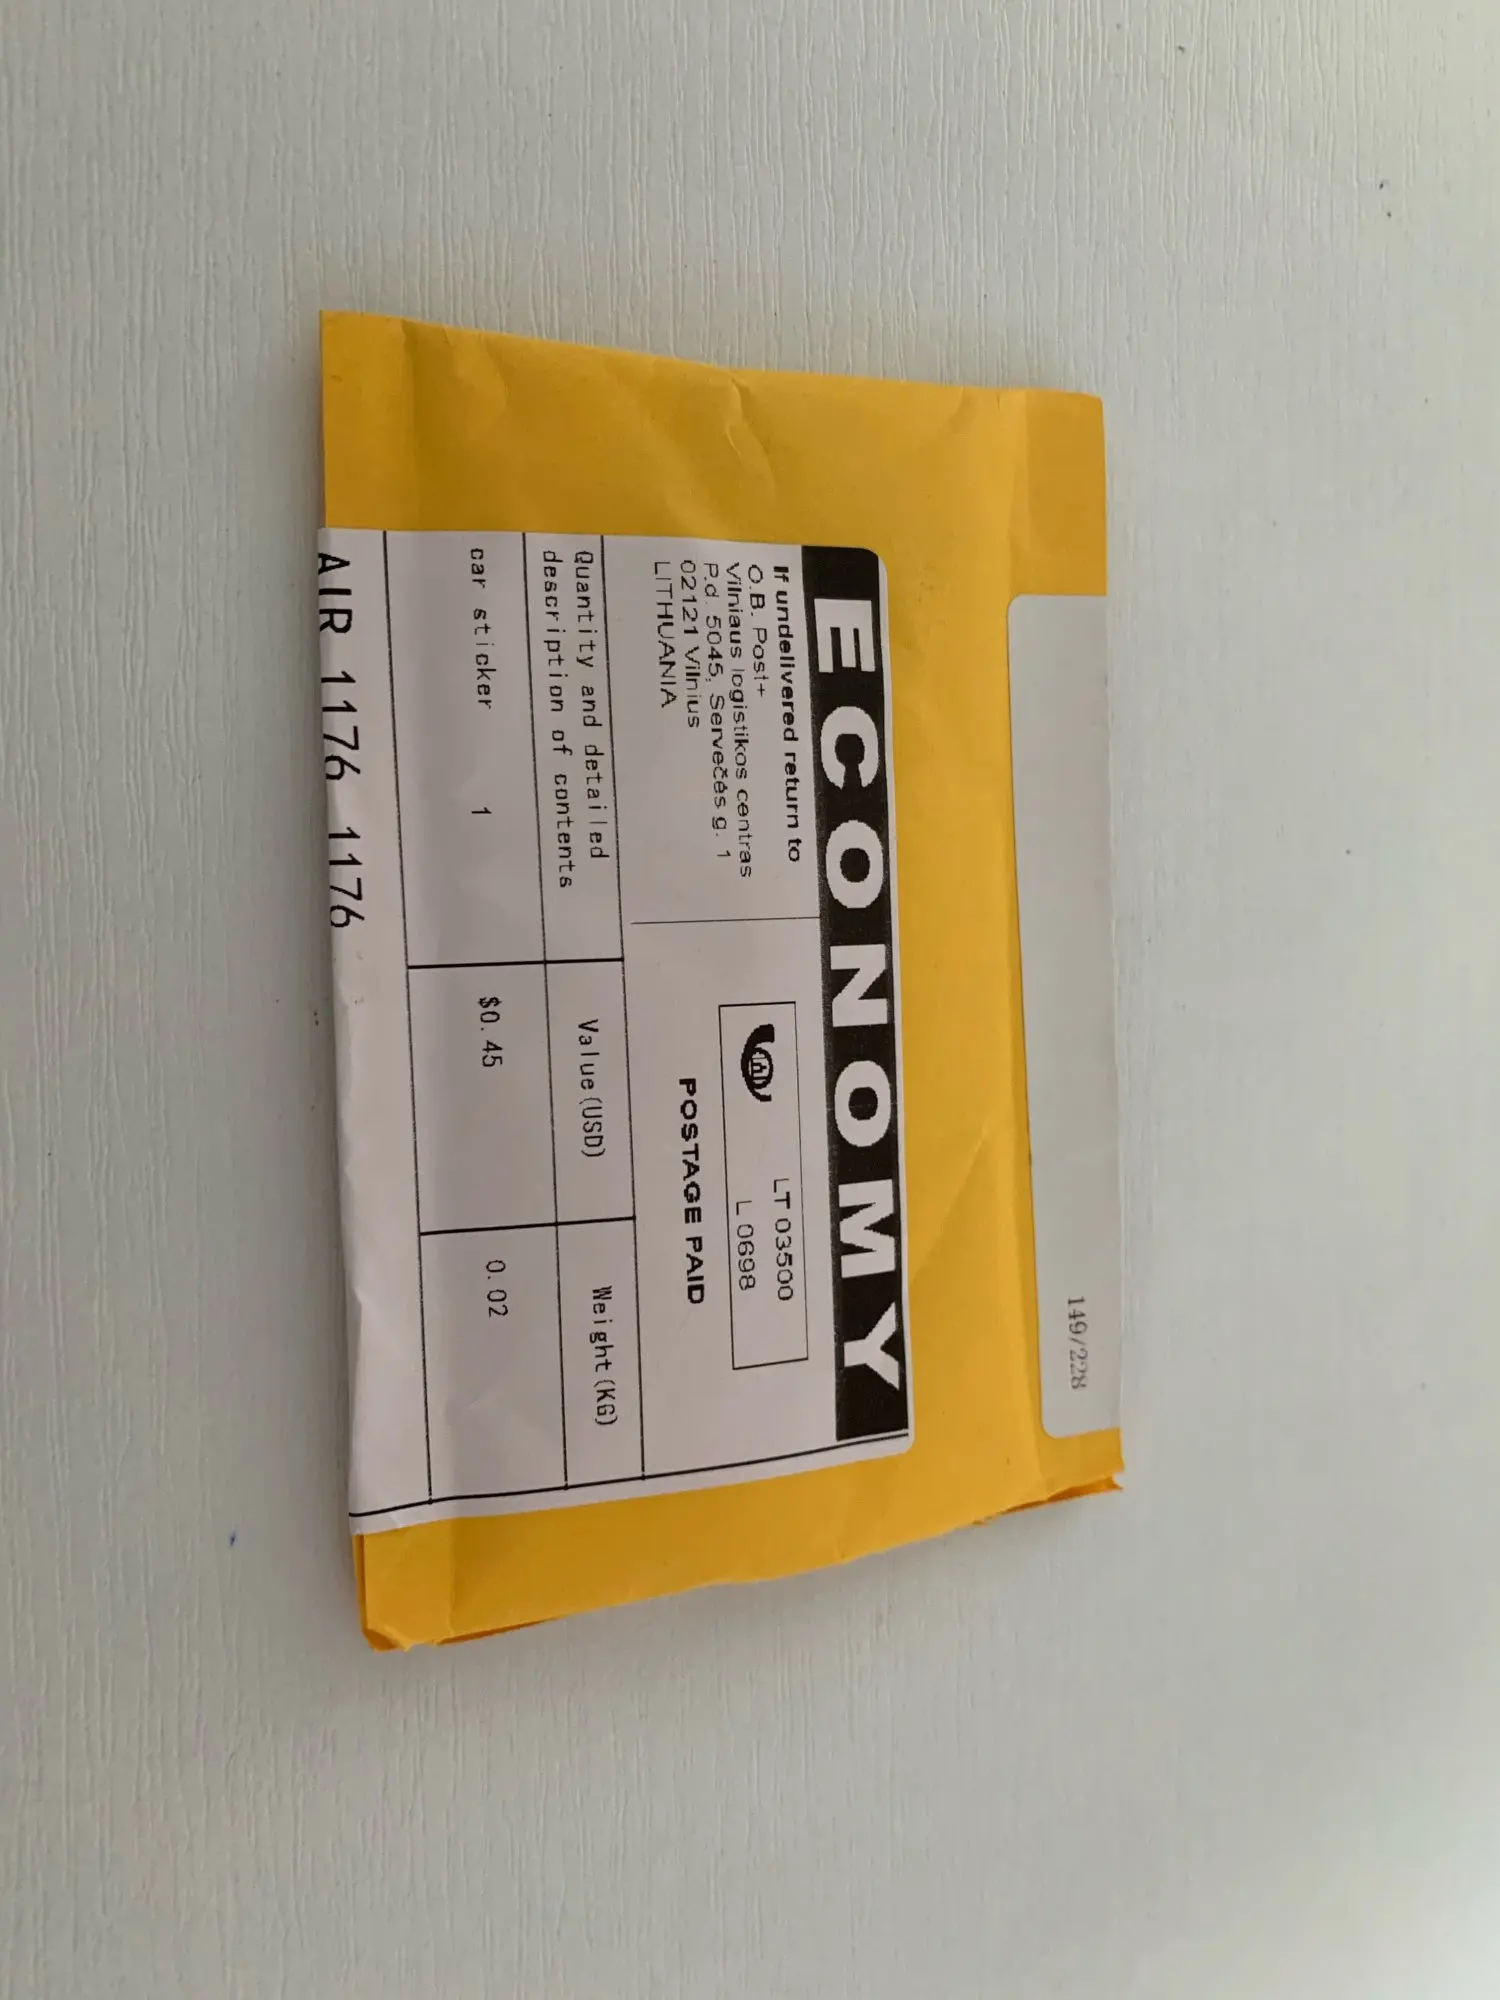 149/228
ECONOMY
If undelivered return to
O.B. Post+
Vilniaus logistikos centras
P.d. 5045, Servečės g. 1
02121 Vilnius
LITHUANIA
LT 03500
L 0698
POSTAGE PAID
Quantity and detailed
description of contents
Value(USD)
Weight(KG)
car sticker 1
$0.45
0.02
AIR 1176 1176